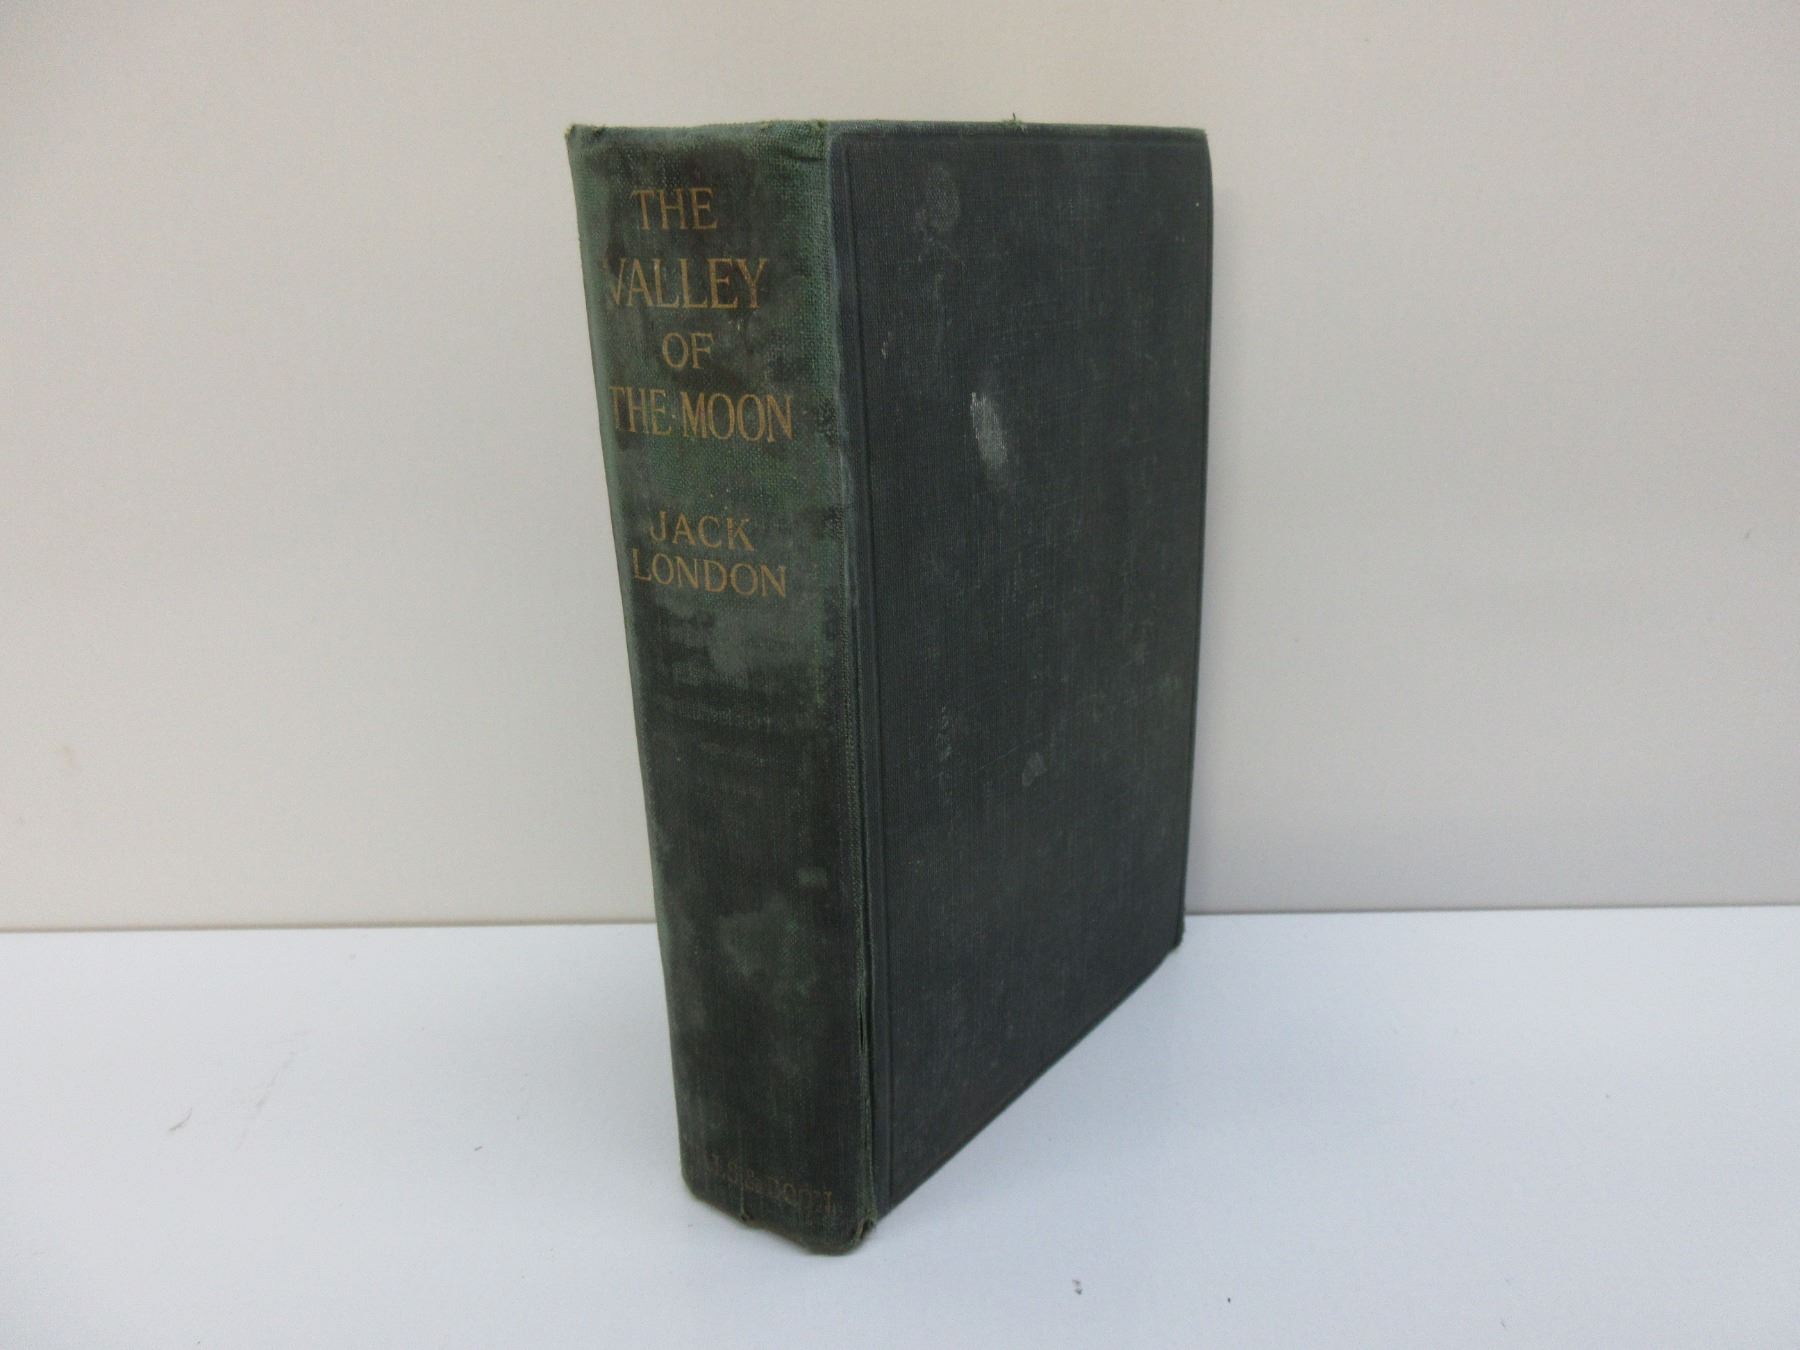 THE
VALLEY
OF
THE MOON
JACK
LONDON